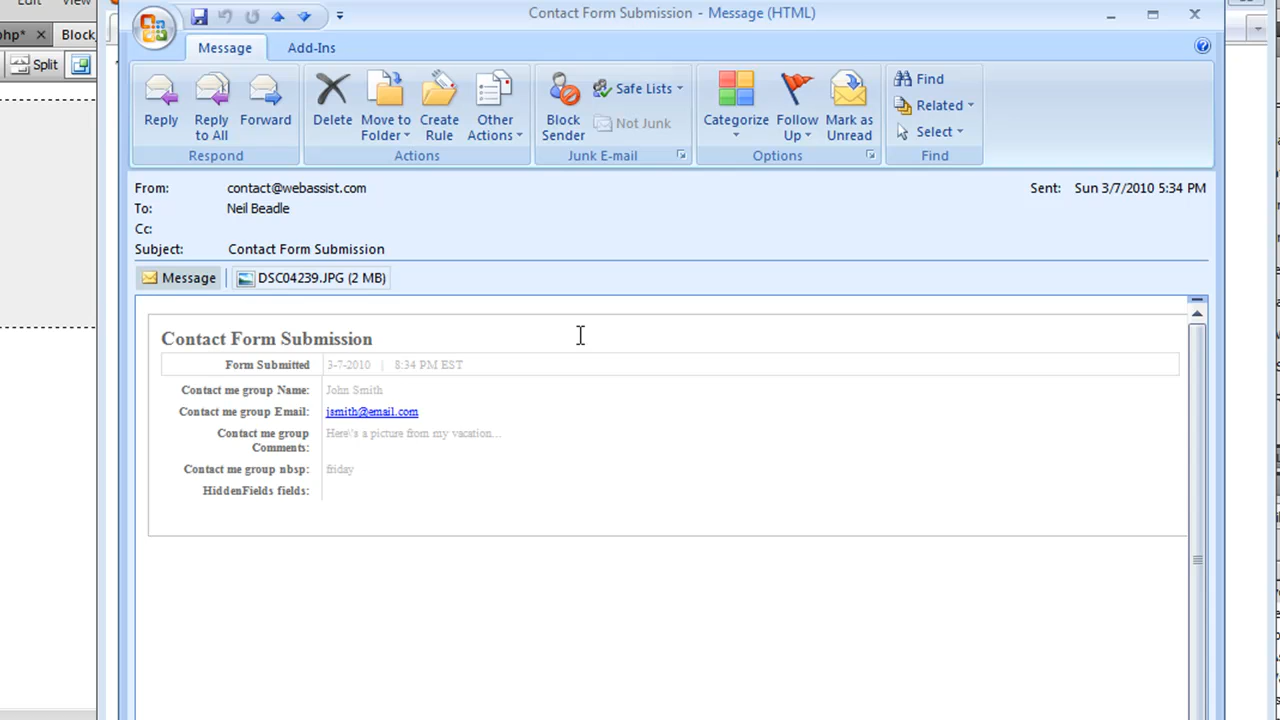 Edit View
Contact Form Submission - Message (HTML)
hp* × Block_
Message Add-Ins
Split
Reply
Reply to All
Forward
Delete
Move to Folder
Create Rule
Other Actions
Block Sender
Safe Lists
Not Junk
Categorize
Follow Up
Mark as Unread
Find
Related
Select
Respond Actions Junk E-mail Options Find
From: contact@webassist.com Sent: Sun 3/7/2010 5:34 PM
To: Neil Beadle
Cc:
Subject: Contact Form Submission
Message DSC04239.JPG (2 MB)
Contact Form Submission
Form Submitted 3-7-2010 | 8:34 PM EST
Contact me group Name: John Smith
Contact me group Email: jsmith@email.com
Contact me group Here\'s a picture from my vacation...
Comments:
Contact me group nbsp: friday
HiddenFields fields: